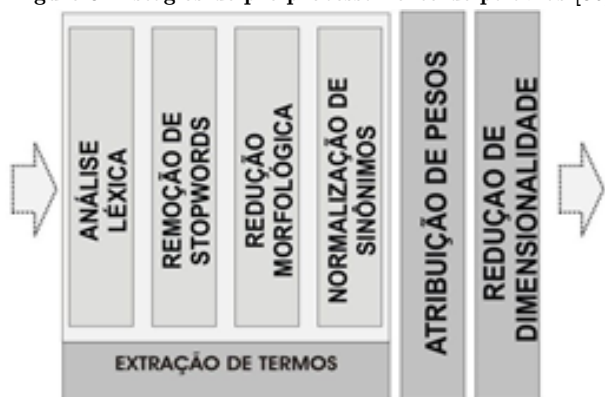 ANÁLISE
LÉXICA
REMOÇÃO DE
STOPWORDS
REDUÇÃO
MORFOLÓGICA
NORMALIZAÇÃO DE
SINÔNIMOS
ATRIBUIÇÃO DE PESOS
REDUÇAO DE
DIMENSIONALIDADE
EXTRAÇÃO DE TERMOS